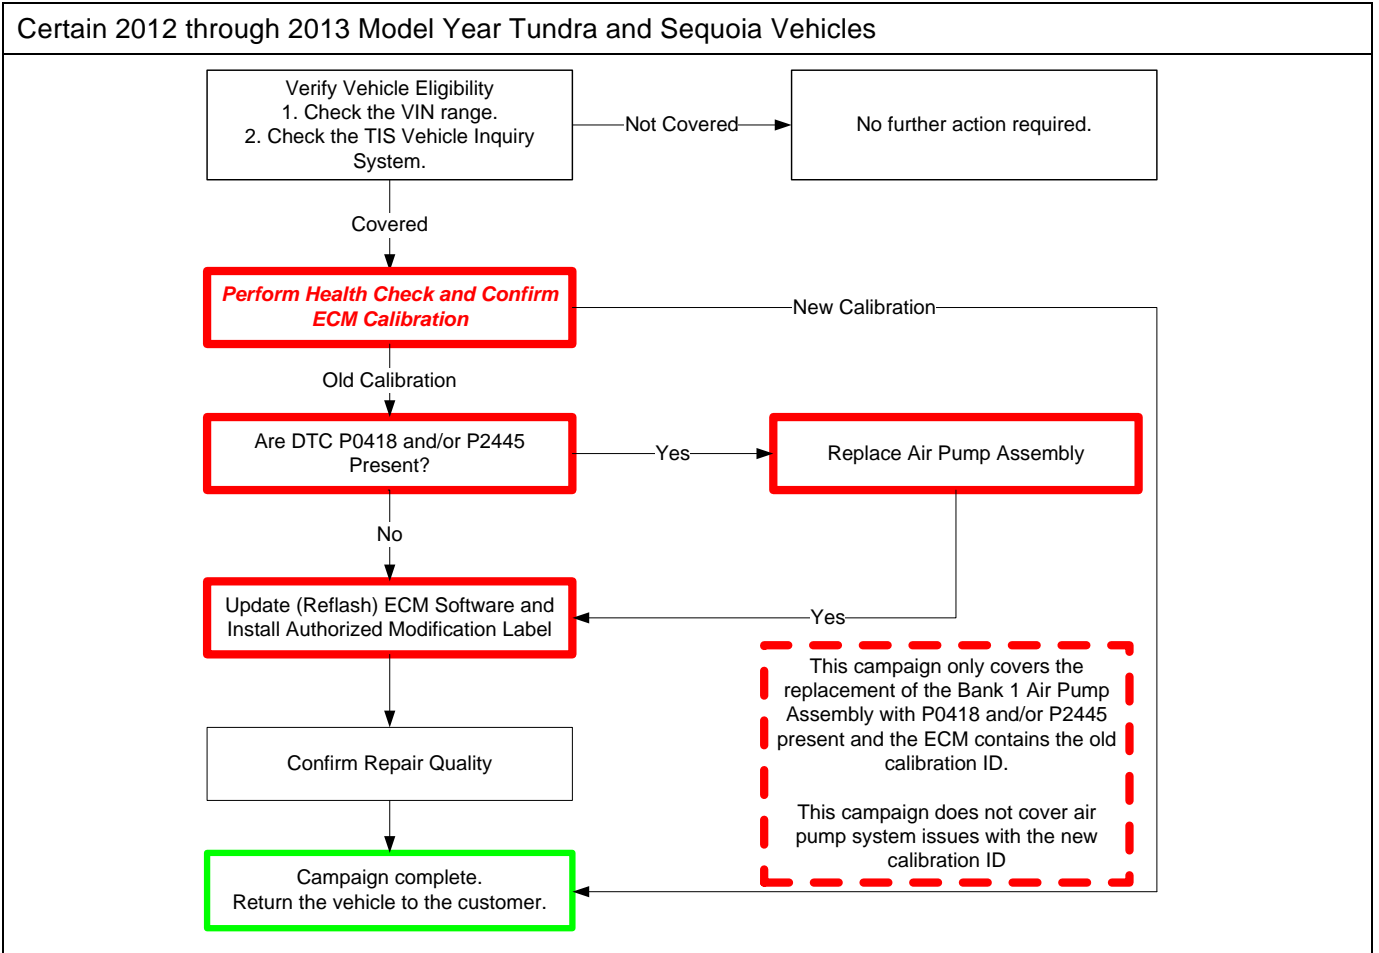 Certain 2012 through 2013 Model Year Tundra and Sequoia Vehicles
Verify Vehicle Eligibility
1. Check the VIN range.
2. Check the TIS Vehicle Inquiry
System.
Not Covered
No further action required.
Covered
Perform Health Check and Confirm
ECM Calibration
New Calibration
Old Calibration
Are DTC P0418 and/or P2445
Present?
Yes
Replace Air Pump Assembly
No
Update (Reflash) ECM Software and
Install Authorized Modification Label
Yes
This campaign only covers the
replacement of the Bank 1 Air Pump
Assembly with P0418 and/or P2445
present and the ECM contains the old
calibration ID.
This campaign does not cover air
pump system issues with the new
calibration ID
Confirm Repair Quality
Campaign complete.
Return the vehicle to the customer.